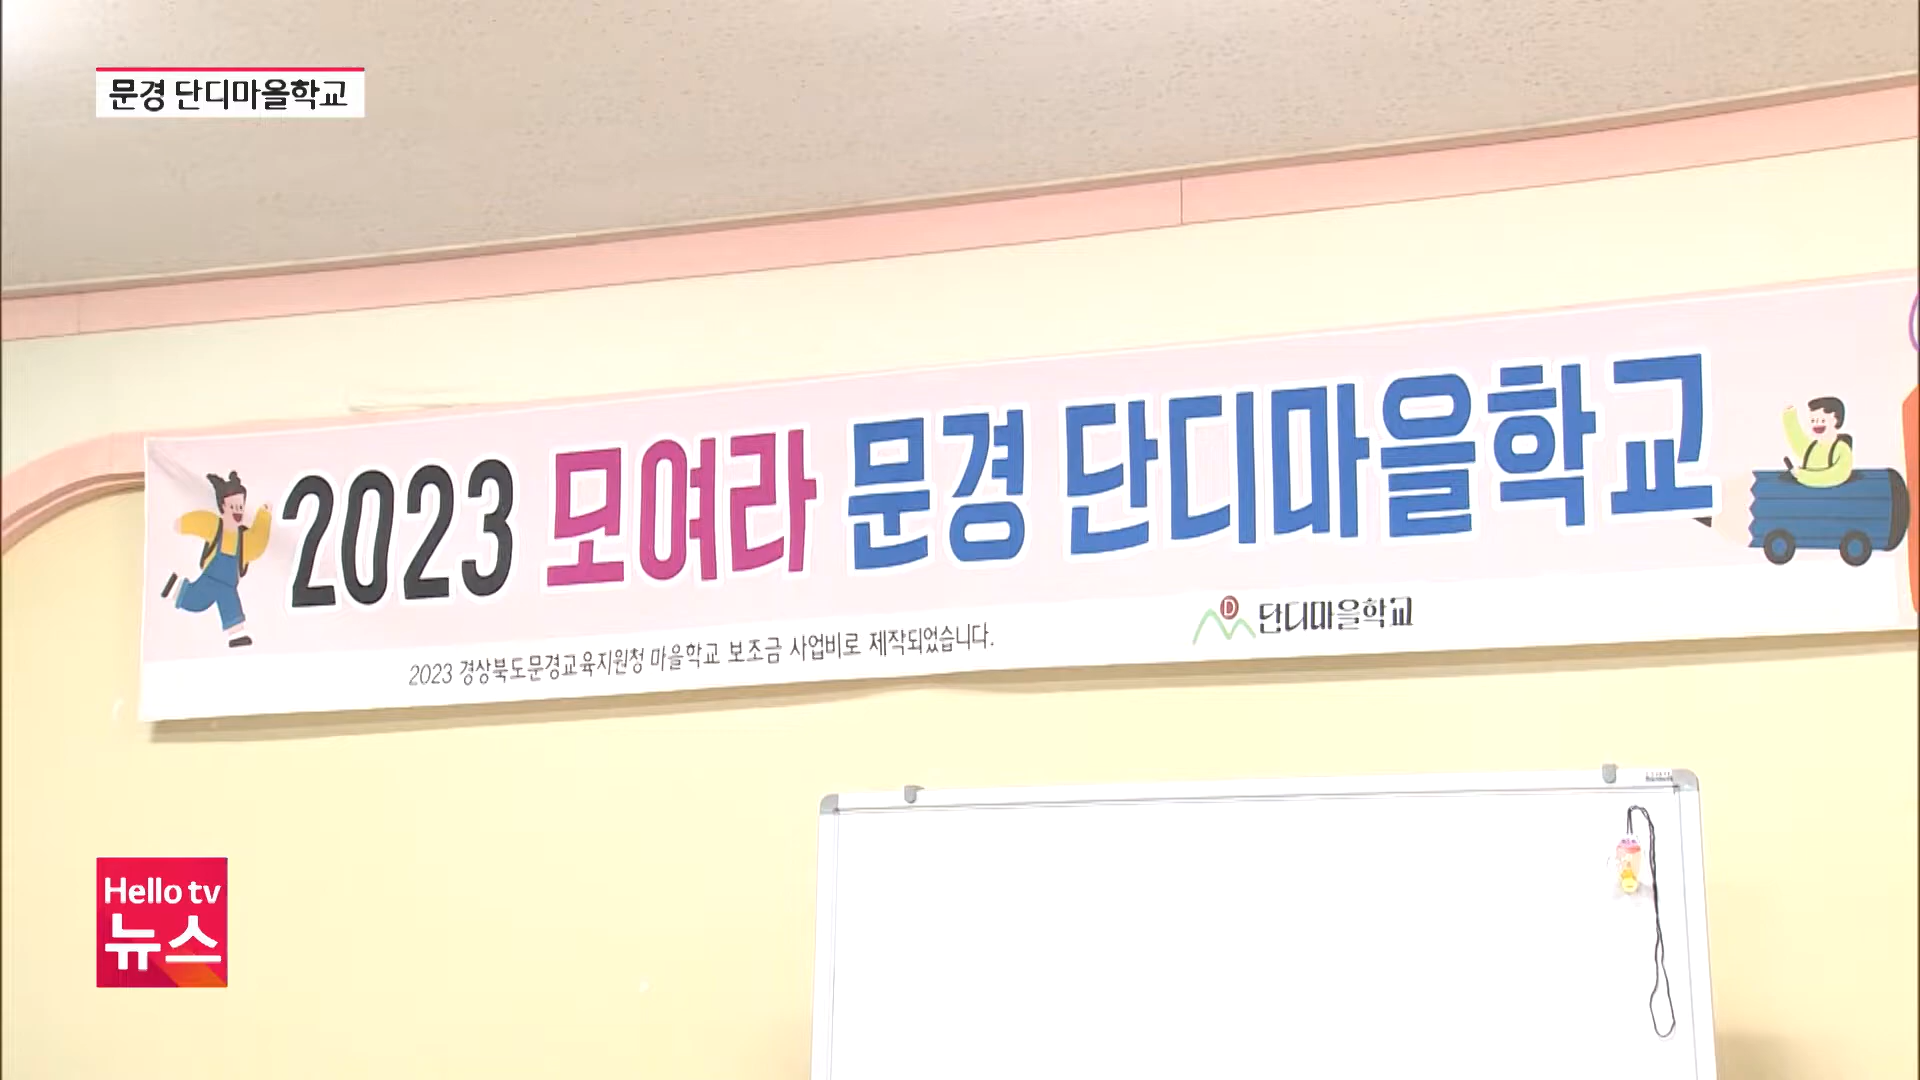 문경 단디마을학교
2023 모여라 문경 단디마을학교
2023 경상북도문경교육지원청 마을학교 보조금 사업비로 제작되었습니다.
D
단디마을학교
Hello tv
뉴스